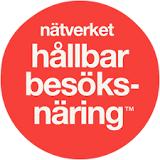 nätverket
hållbar
besöks-
näring™